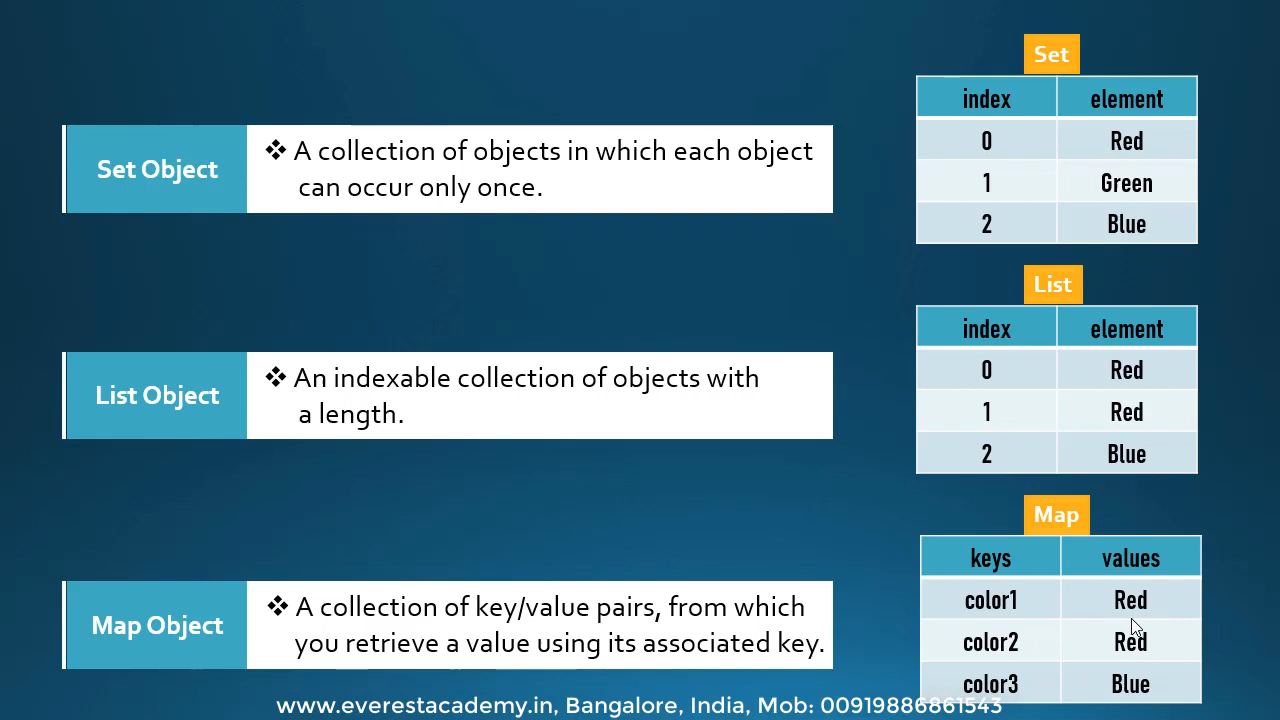 Set
index element
0 Red
1 Green
2 Blue
Set Object
❖ A collection of objects in which each object
can occur only once.
List
index element
0 Red
1 Red
2 Blue
List Object
❖ An indexable collection of objects with
a length.
Map
keys values
color1 Red
color2 Red
color3 Blue
Map Object
❖ A collection of key/value pairs, from which
you retrieve a value using its associated key.
www.everestacademy.in, Bangalore, India, Mob: 00919886861543